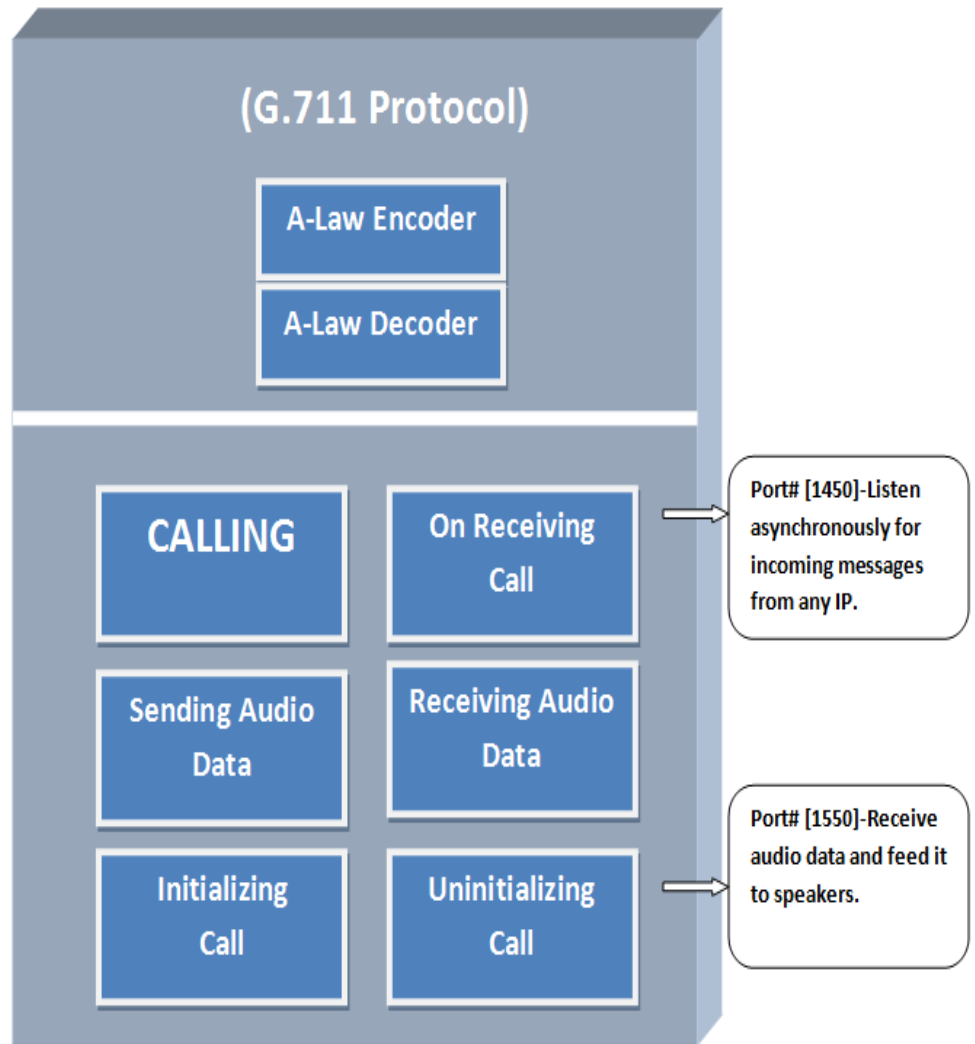 (G.711 Protocol)
A-Law Encoder
A-Law Decoder
CALLING
On Receiving
Call
Port# [1450]-Listen
asynchronously for
incoming messages
from any IP.
Sending Audio
Data
Receiving Audio
Data
Initializing
Call
Uninitializing
Call
Port# [1550]-Receive
audio data and feed it
to speakers.